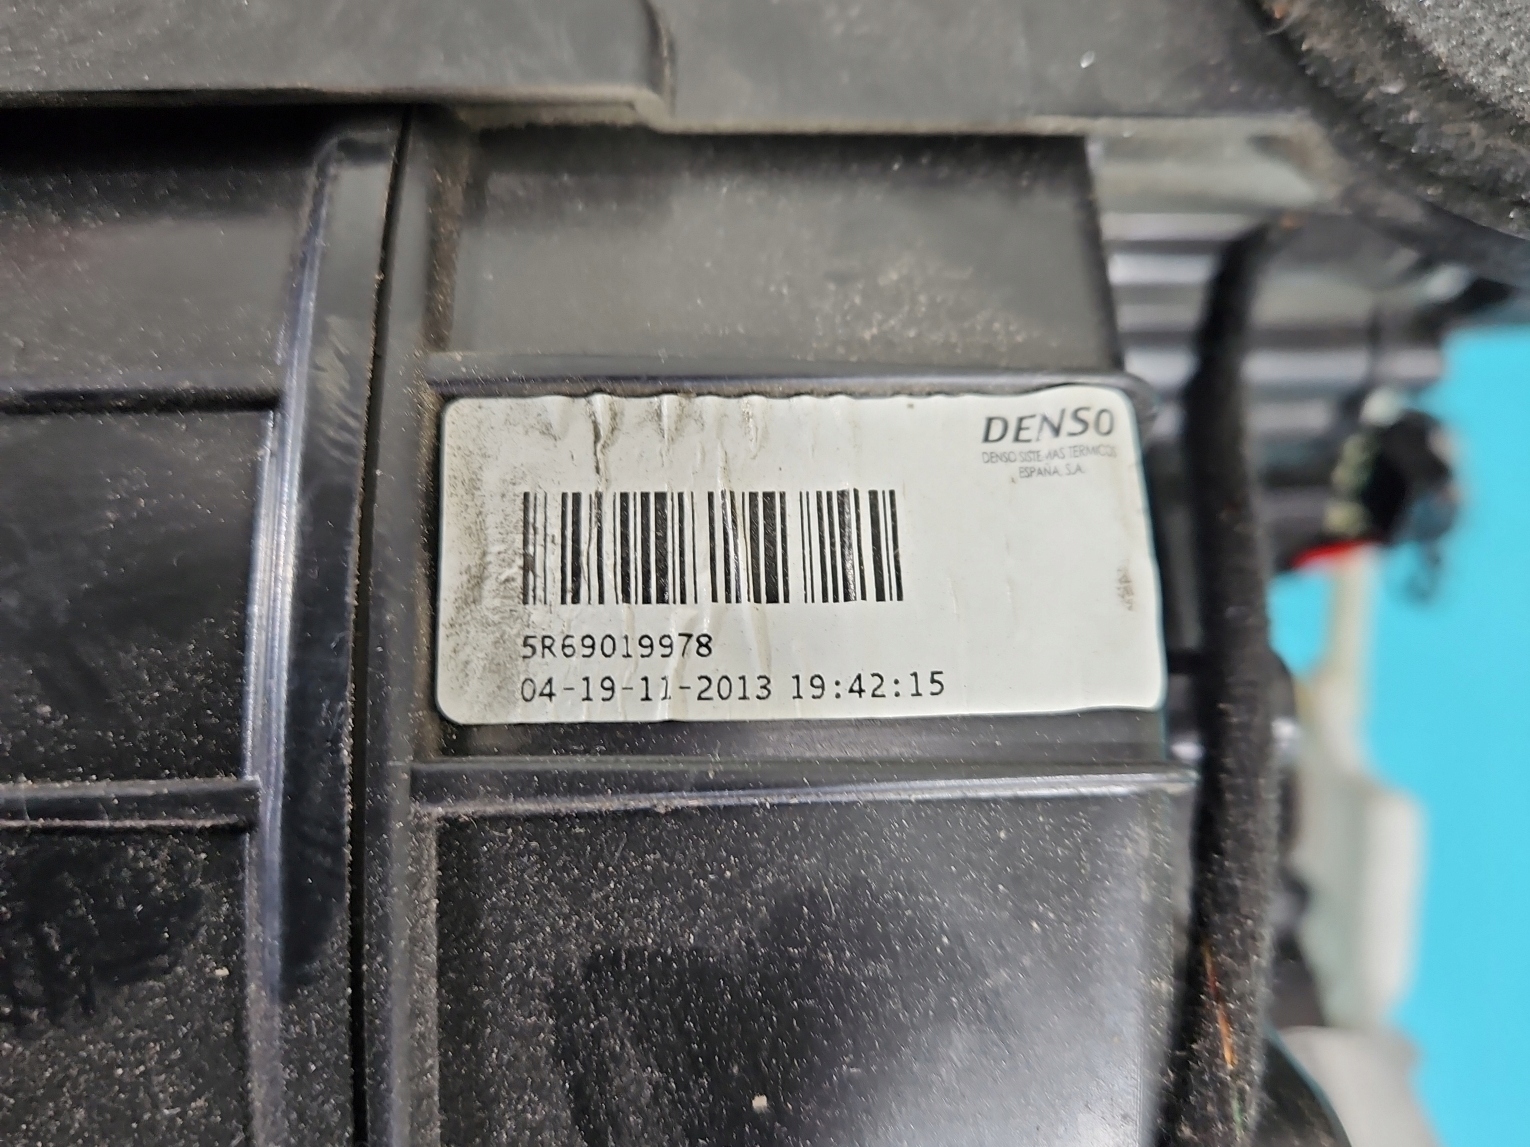 DENSO
DENSO SISTEMAS TERMICOS
ESPAÑA, S.A.
5R69019978
04-19-11-2013 19:42:15